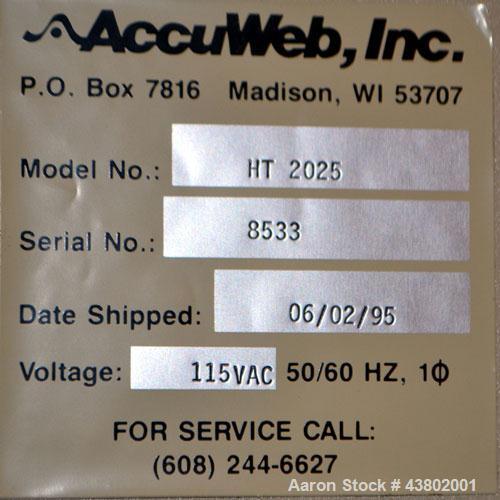 AccuWeb, Inc.
P.O. Box 7816 Madison, WI 53707
Model No.: HT 2025
Serial No.: 8533
Date Shipped: 06/02/95
Voltage: 115VAC 50/60 HZ, 1Φ
FOR SERVICE CALL:
(608) 244-6627
Aaron Stock # 43802001